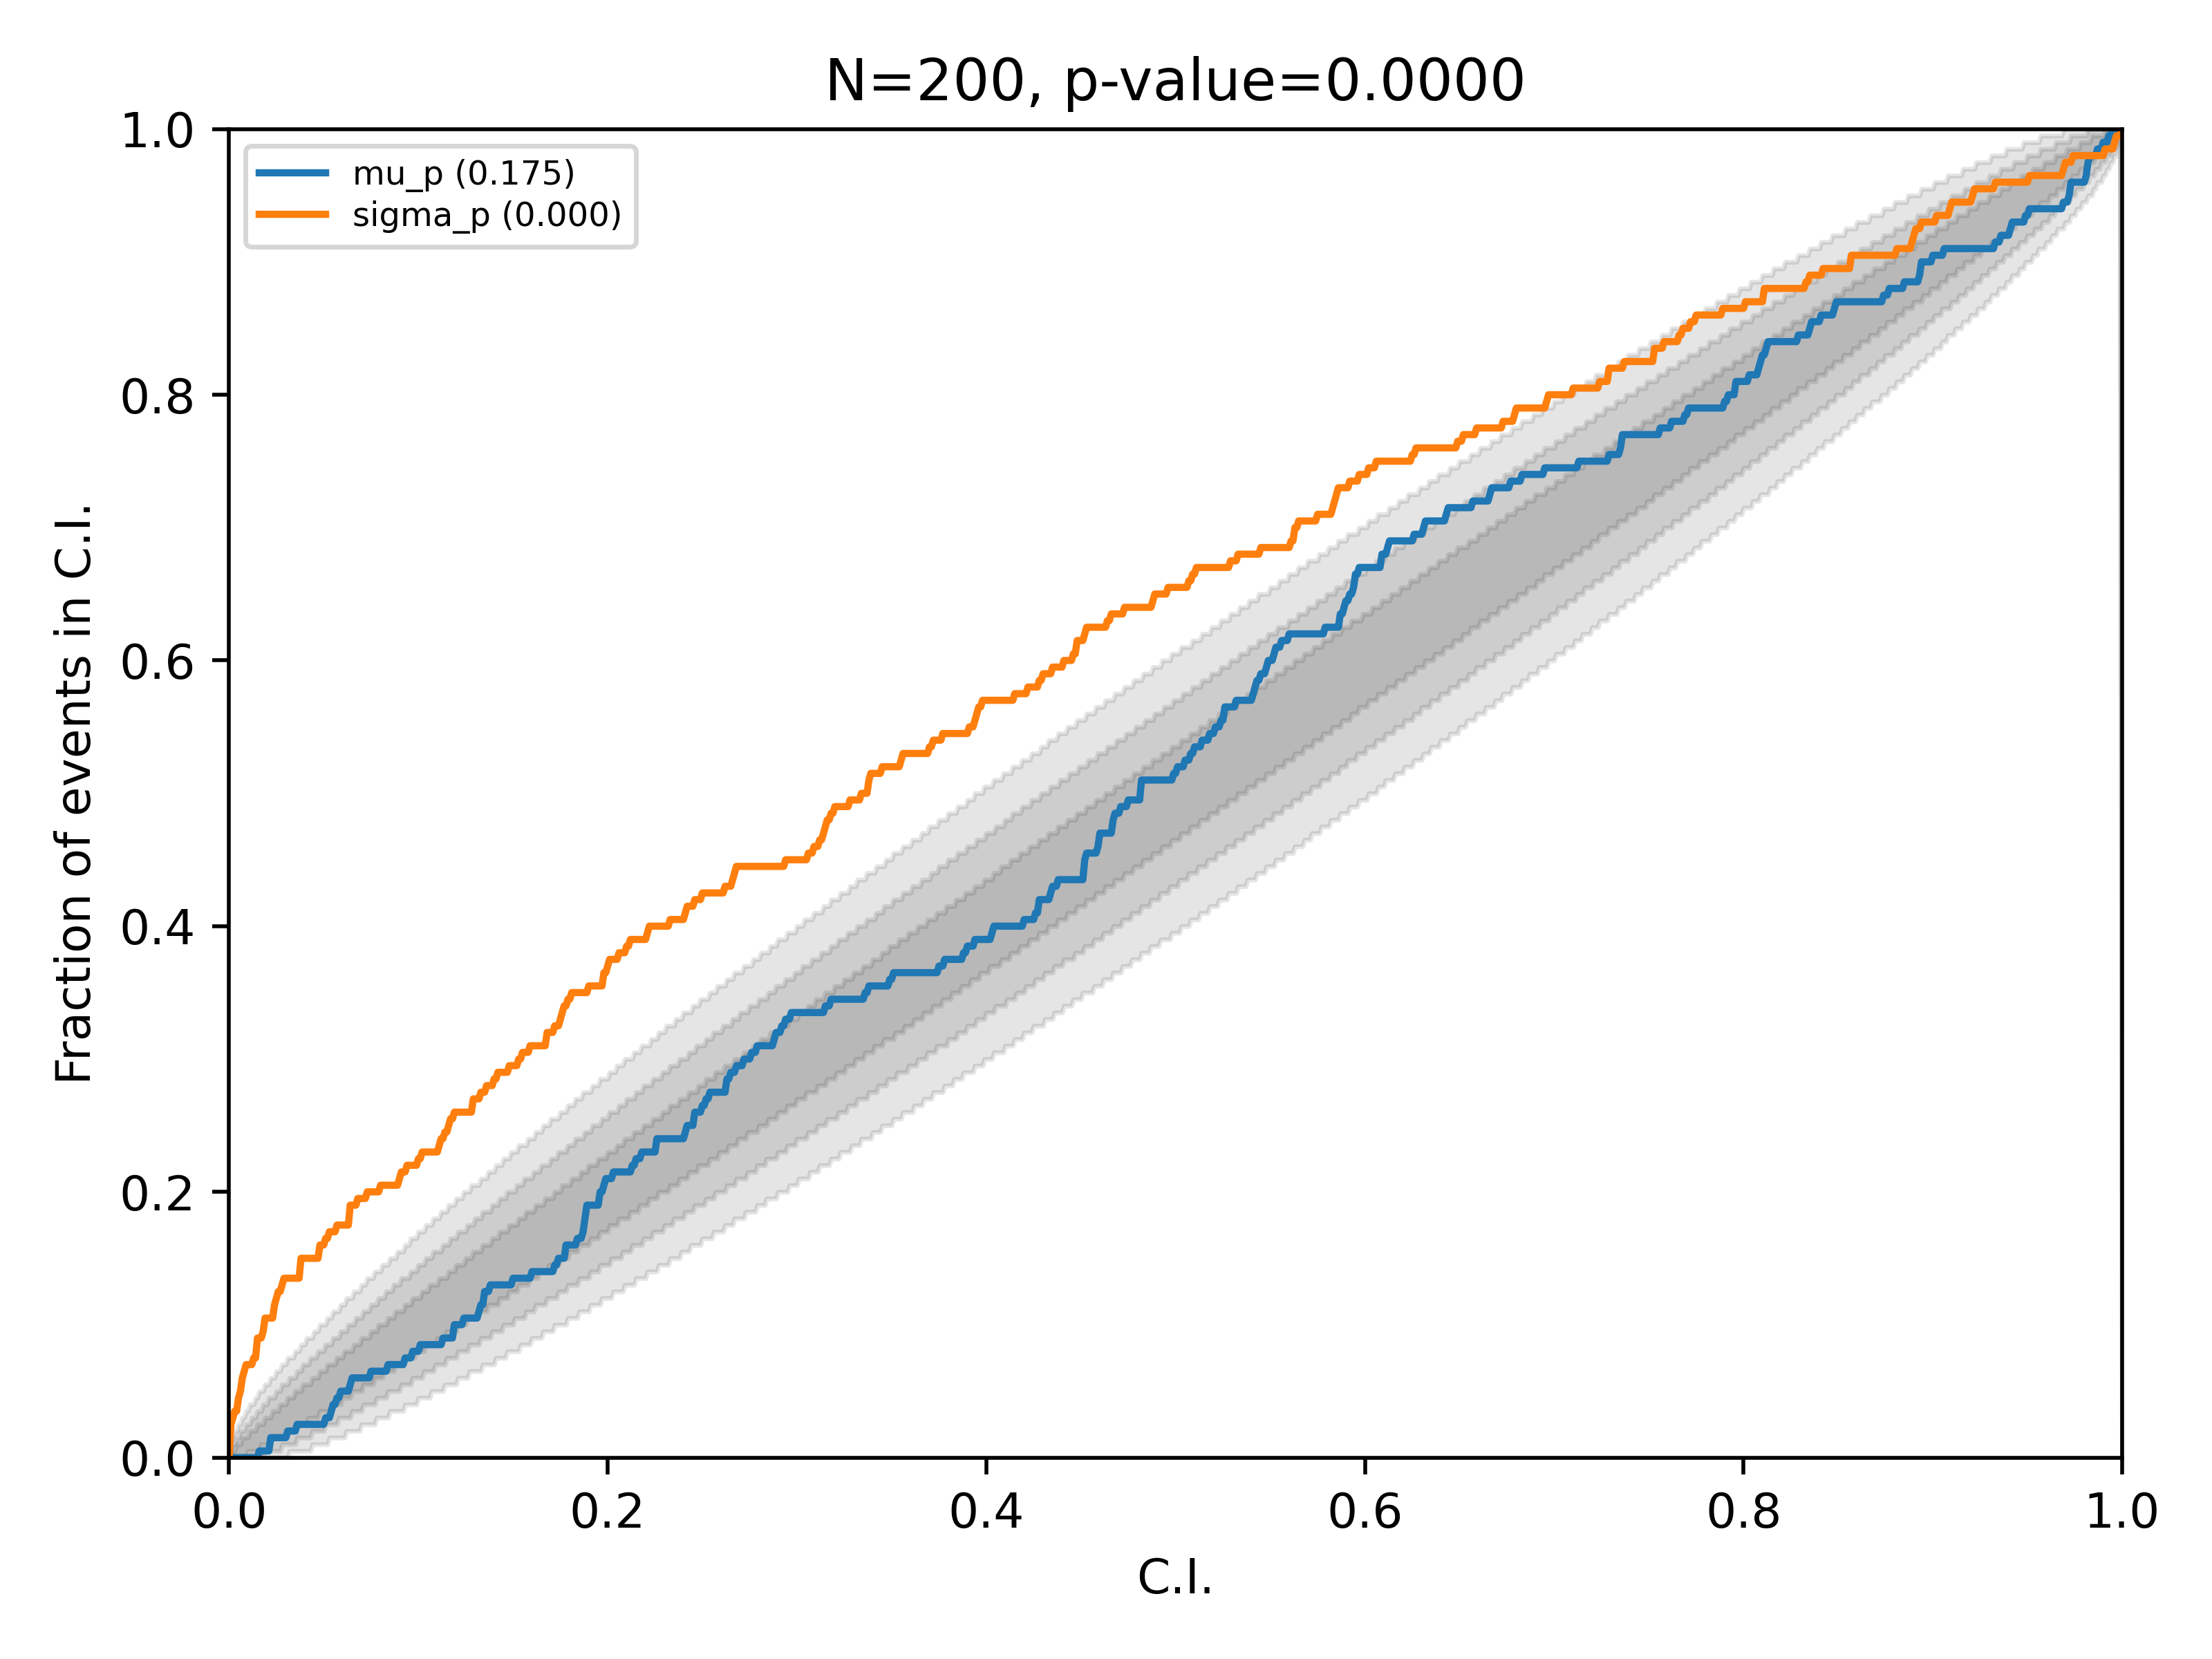 N=200, p-value=0.0000
mu_p (0.175)
sigma_p (0.000)
Fraction of events in C.I.
1.0
0.8
0.6
0.4
0.2
0.0
0.0 0.2 0.4 0.6 0.8 1.0
C.I.